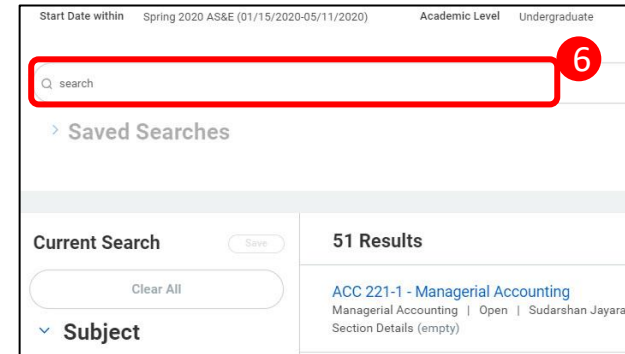 Start Date within Spring 2020 AS&E (01/15/2020-05/11/2020) Academic Level Undergraduate
6
search
Saved Searches
Current Search Save 51 Results
Clear All
ACC 221-1 - Managerial Accounting
Managerial Accounting | Open | Sudarshan Jayara
Subject
Section Details (empty)